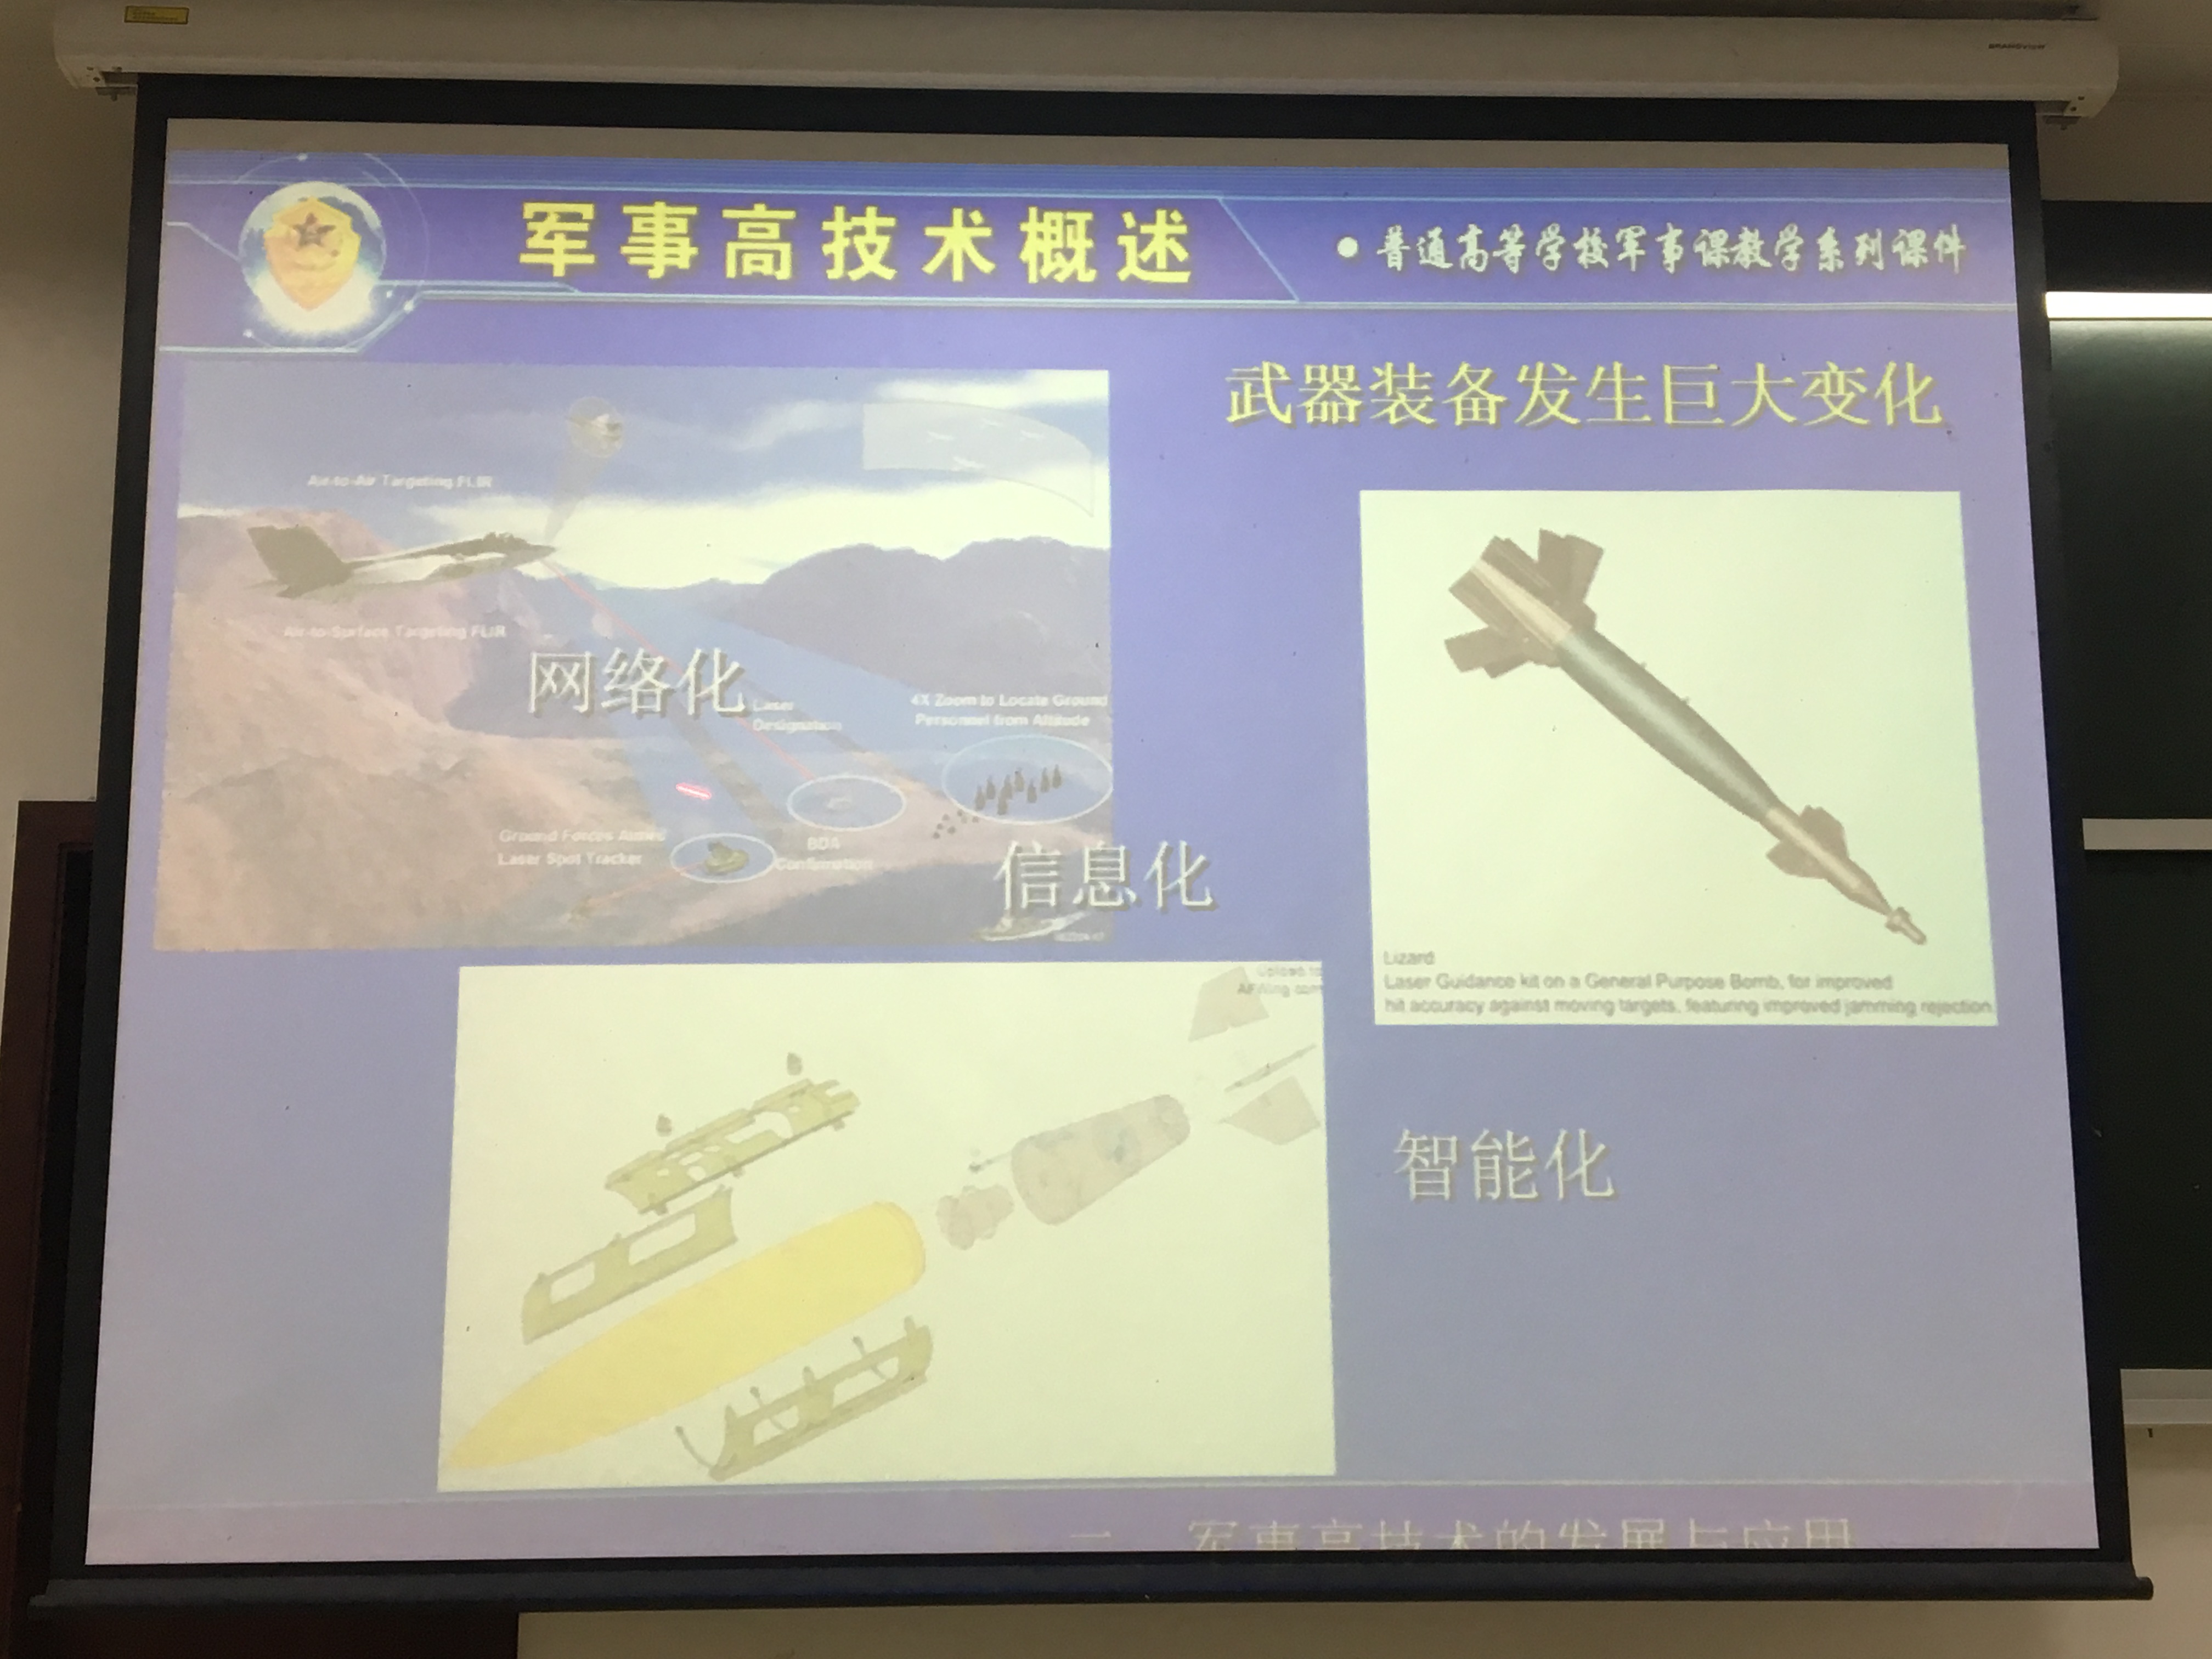 军事高技术概述
● 普通高等学校军事课教学系列课件
武器装备发生巨大变化
Air-to-Air Targeting FLIR
Air-to-Surface Targeting FLIR
网络化
Laser
Designation
4X Zoom to Locate Ground
Personnel from Altitude
Ground Forces Aimed
Laser Spot Tracker
BDA
Confirmation
信息化
Lizard
Laser Guidance kit on a General Purpose Bomb, for improved
hit accuracy against moving targets, featuring improved jamming rejection
Upload to
AFWing.com
智能化
军事高技术的发展与应用